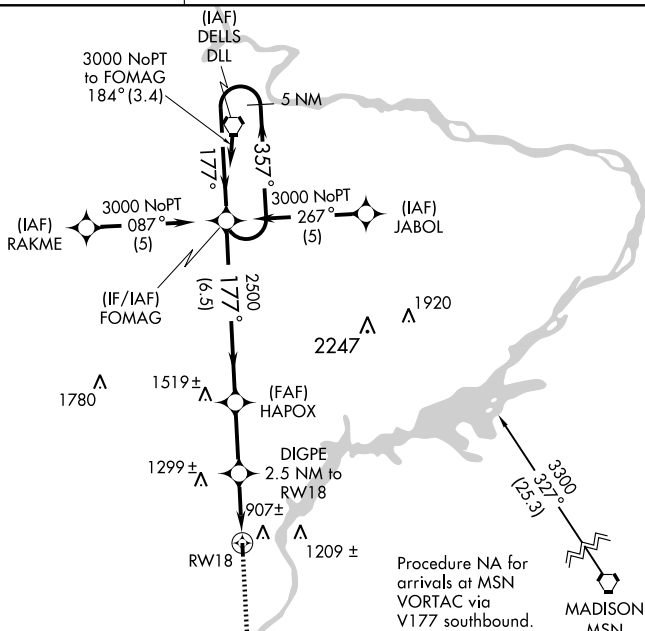 (IAF)
DELLS
DLL
3000 NoPT
to FOMAG
184° (3.4)
5 NM
177°
357°
3000 NoPT
087°
(5)
(IAF)
RAKME
3000 NoPT
267°
(5)
(IAF)
JABOL
(IF/IAF)
FOMAG
2500
177°
(6.5)
1920
2247
1780
1519 ±
(FAF)
HAPOX
1299 ±
DIGPE
2.5 NM to
RW18
907±
1209 ±
RW18
3300
327°
(25.3)
Procedure NA for
arrivals at MSN
VORTAC via
V177 southbound.
MADISON
MSN